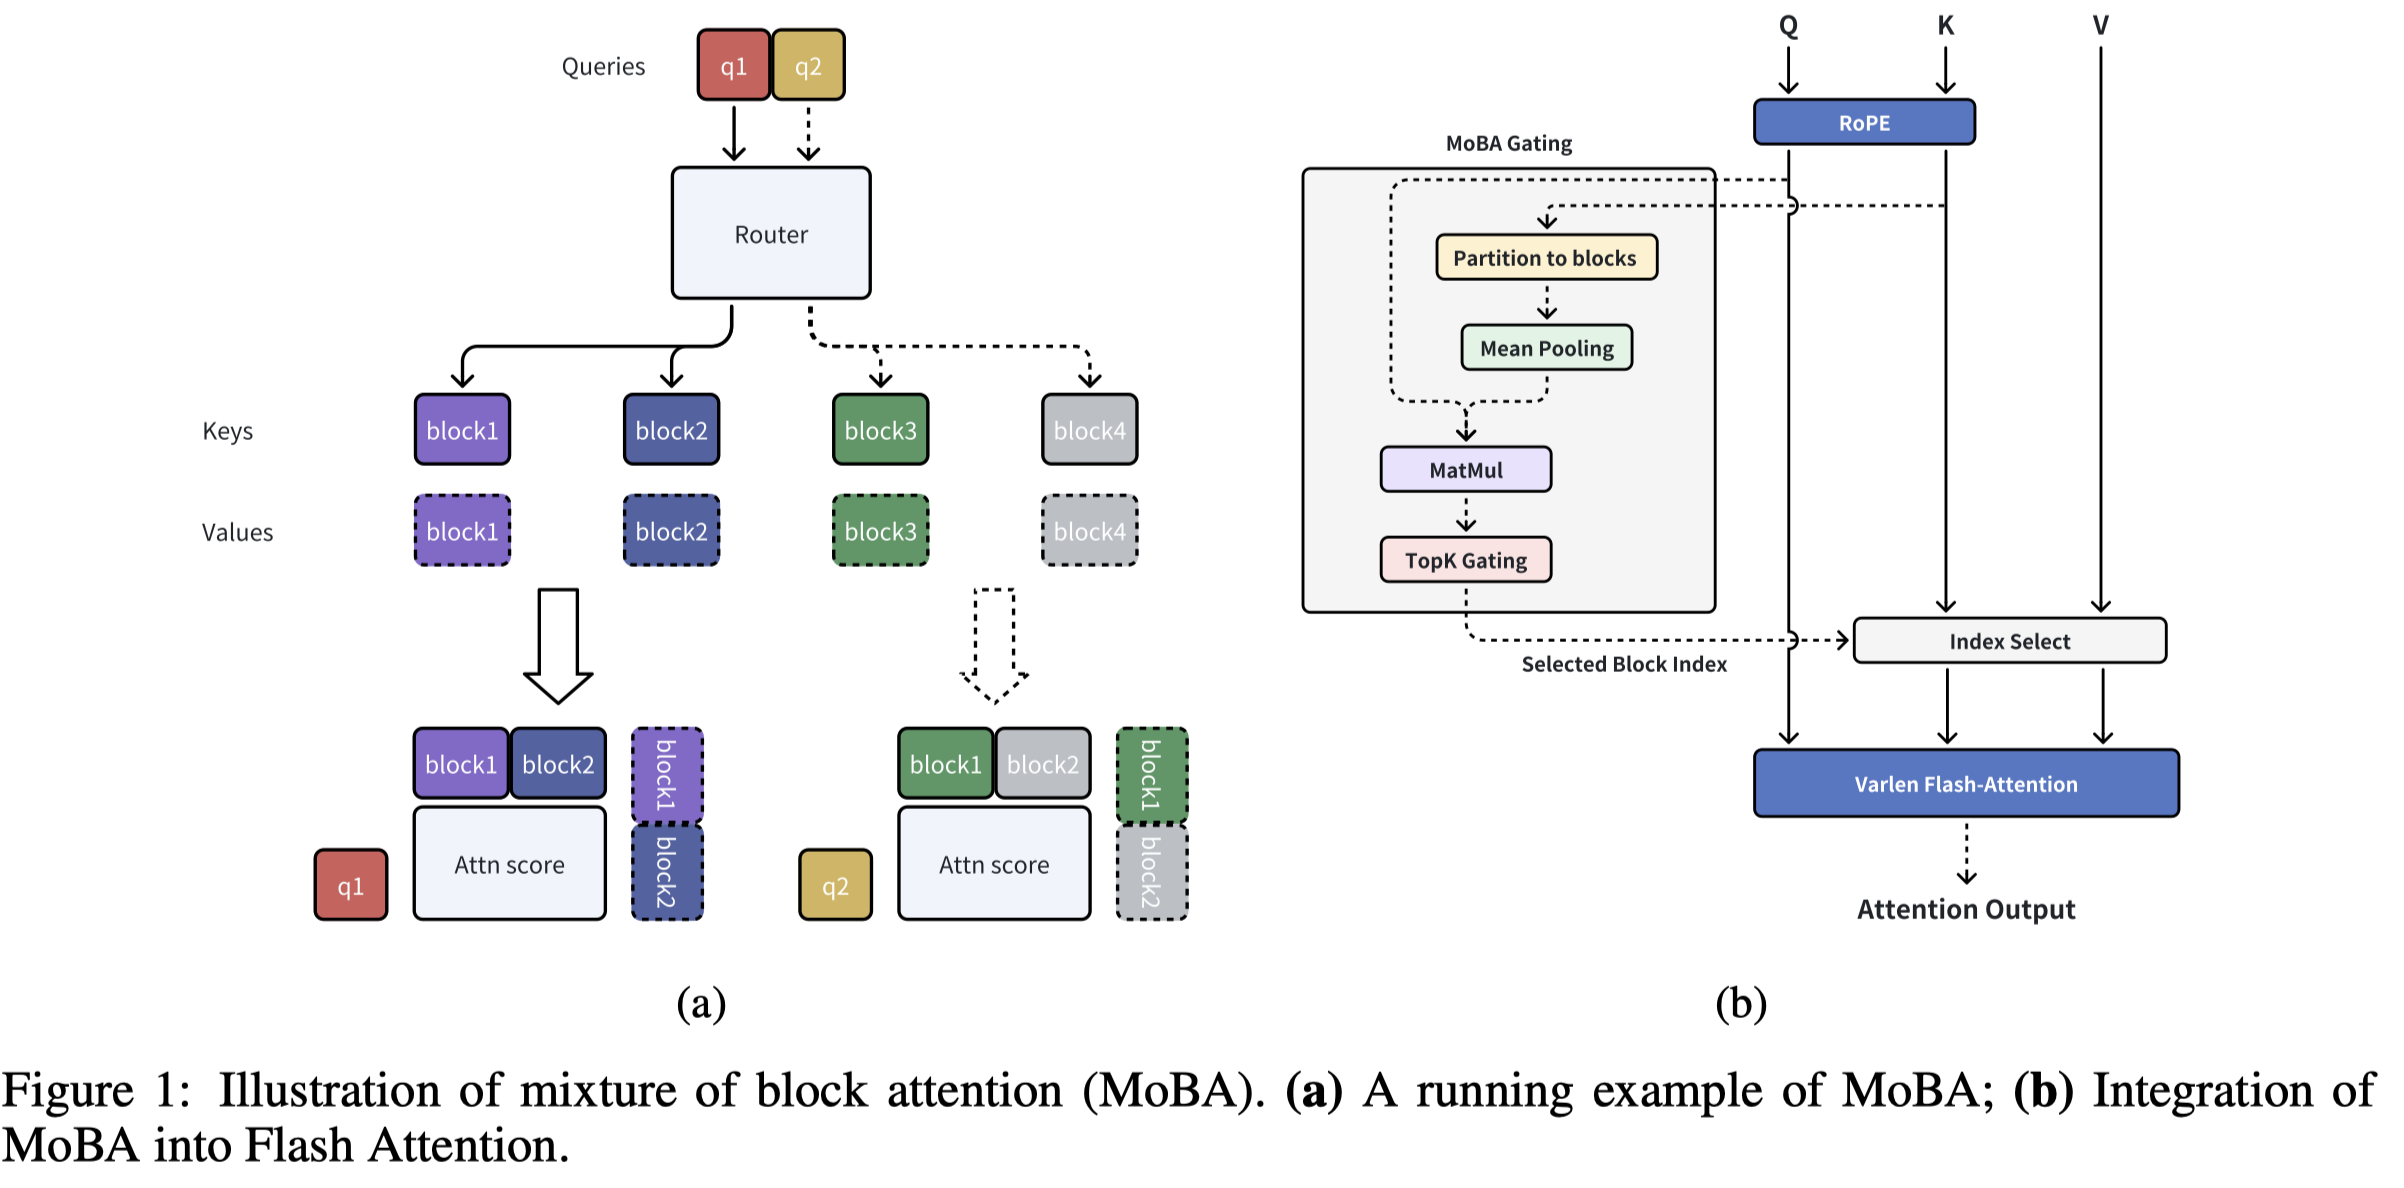 Queries
q1 q2
Router
Keys
block1 block2 block3 block4
Values
block1 block2 block3 block4
block1 block2
block1
block2
Attn score
q1
block1 block2
block1
block2
Attn score
q2
(a)
Q K V
RoPE
MoBA Gating
Partition to blocks
Mean Pooling
MatMul
TopK Gating
Selected Block Index
Index Select
Varlen Flash-Attention
Attention Output
(b)
Figure 1: Illustration of mixture of block attention (MoBA). (a) A running example of MoBA; (b) Integration of
MoBA into Flash Attention.